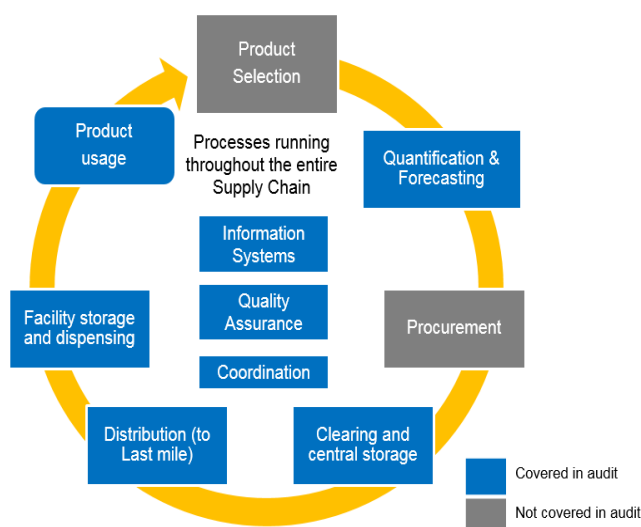 Product
Selection
Product
usage
Processes running
throughout the entire
Supply Chain
Quantification &
Forecasting
Information
Systems
Quality
Assurance
Coordination
Facility storage
and dispensing
Procurement
Distribution (to
Last mile)
Clearing and
central storage
Covered in audit
Not covered in audit